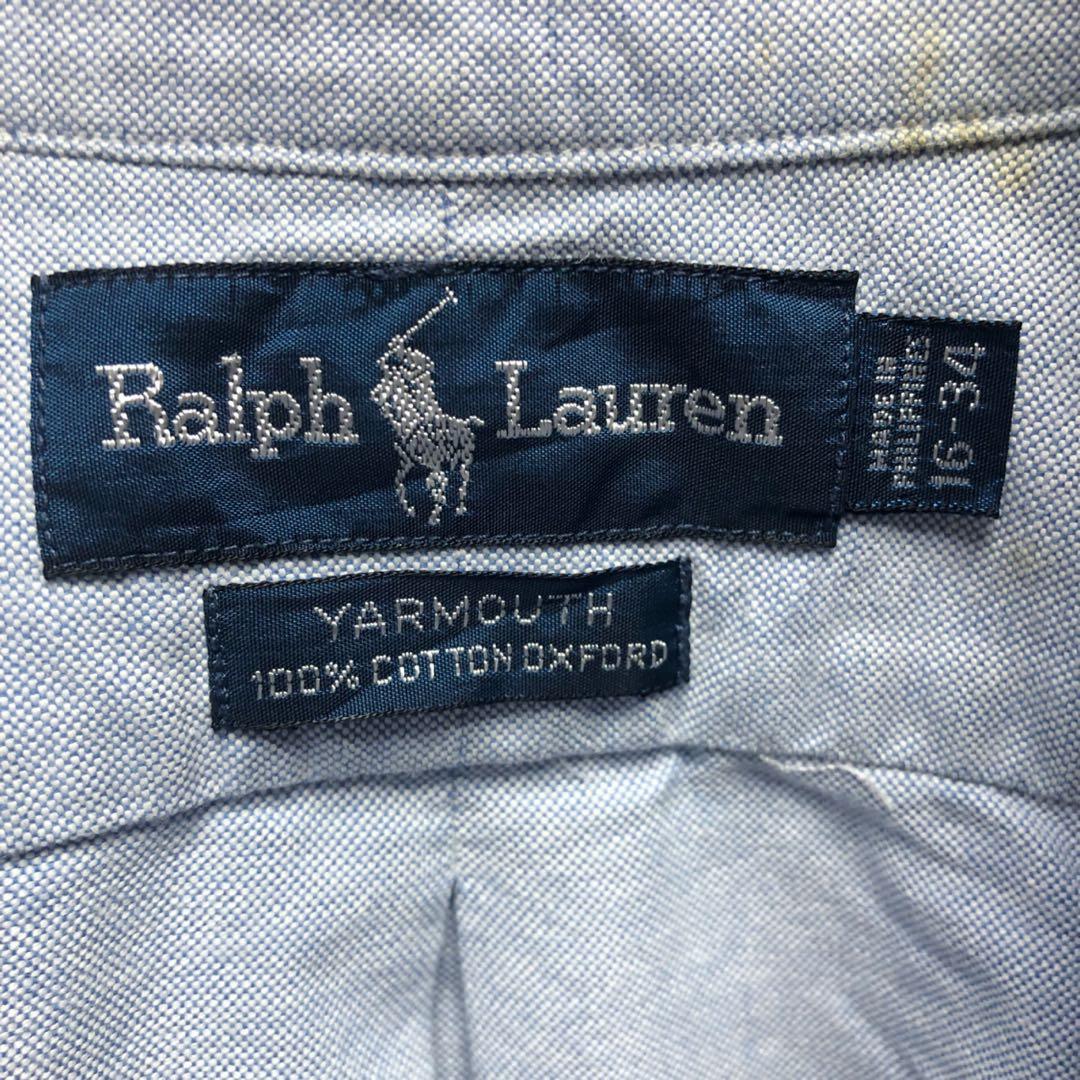 Ralph Lauren
MADE IN
PHILIPPINES
16-34
YARMOUTH
100% COTTON OXFORD